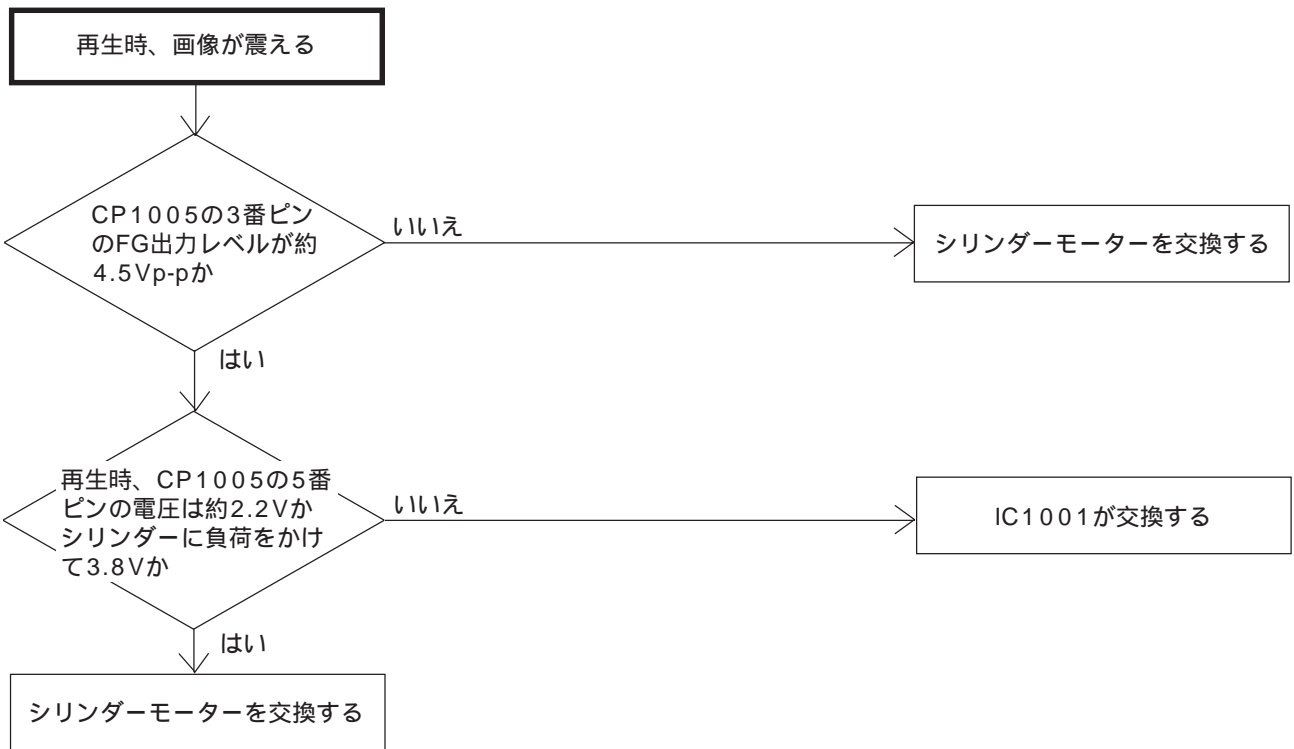 再生時、画像が震える
CP1005の3番ピン
のFG出力レベルが約
4.5Vp-pか
いいえ
シリンダーモーターを交換する
はい
再生時、CP1005の5番
ピンの電圧は約2.2Vか
シリンダーに負荷をかけ
て3.8Vか
いいえ
IC1001が交換する
はい
シリンダーモーターを交換する